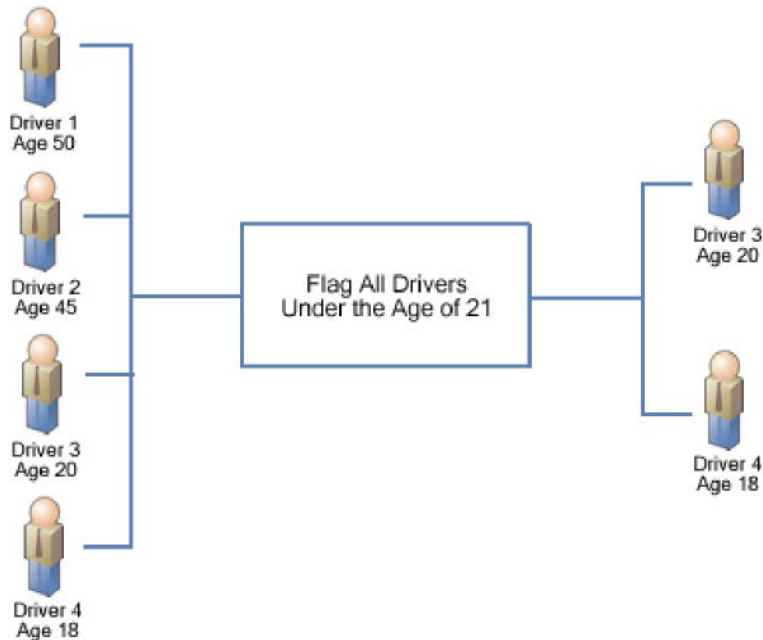 Driver 1
Age 50
Driver 2
Age 45
Driver 3
Age 20
Driver 4
Age 18
Flag All Drivers
Under the Age of 21
Driver 3
Age 20
Driver 4
Age 18